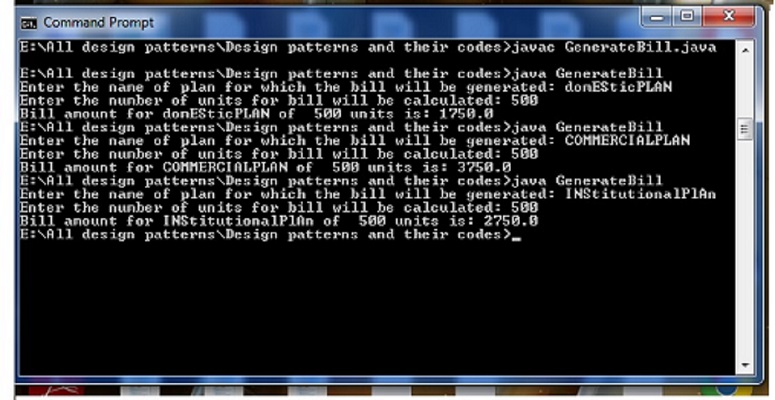 Command Prompt
E:\All design patterns\Design patterns and their codes>javac GenerateBill.java
E:\All design patterns\Design patterns and their codes>java GenerateBill
Enter the name of plan for which the bill will be generated: domESticPLAN
Enter the number of units for bill will be calculated: 500
Bill amount for domESticPLAN of  500 units is: 1750.0
E:\All design patterns\Design patterns and their codes>java GenerateBill
Enter the name of plan for which the bill will be generated: COMMERCIALPLAN
Enter the number of units for bill will be calculated: 500
Bill amount for COMMERCIALPLAN of  500 units is: 3750.0
E:\All design patterns\Design patterns and their codes>java GenerateBill
Enter the name of plan for which the bill will be generated: INStitutionalPlAn
Enter the number of units for bill will be calculated: 500
Bill amount for INStitutionalPlAn of  500 units is: 2750.0
E:\All design patterns\Design patterns and their codes>_